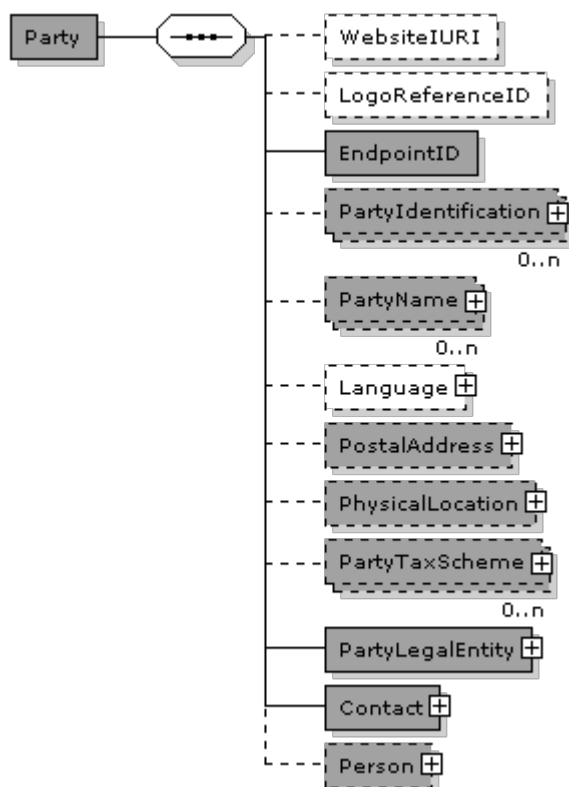 Party
WebsiteIURI
LogoReferenceID
EndpointID
PartyIdentification
0..n
PartyName
0..n
Language
PostalAddress
PhysicalLocation
PartyTaxScheme
0..n
PartyLegalEntity
Contact
Person